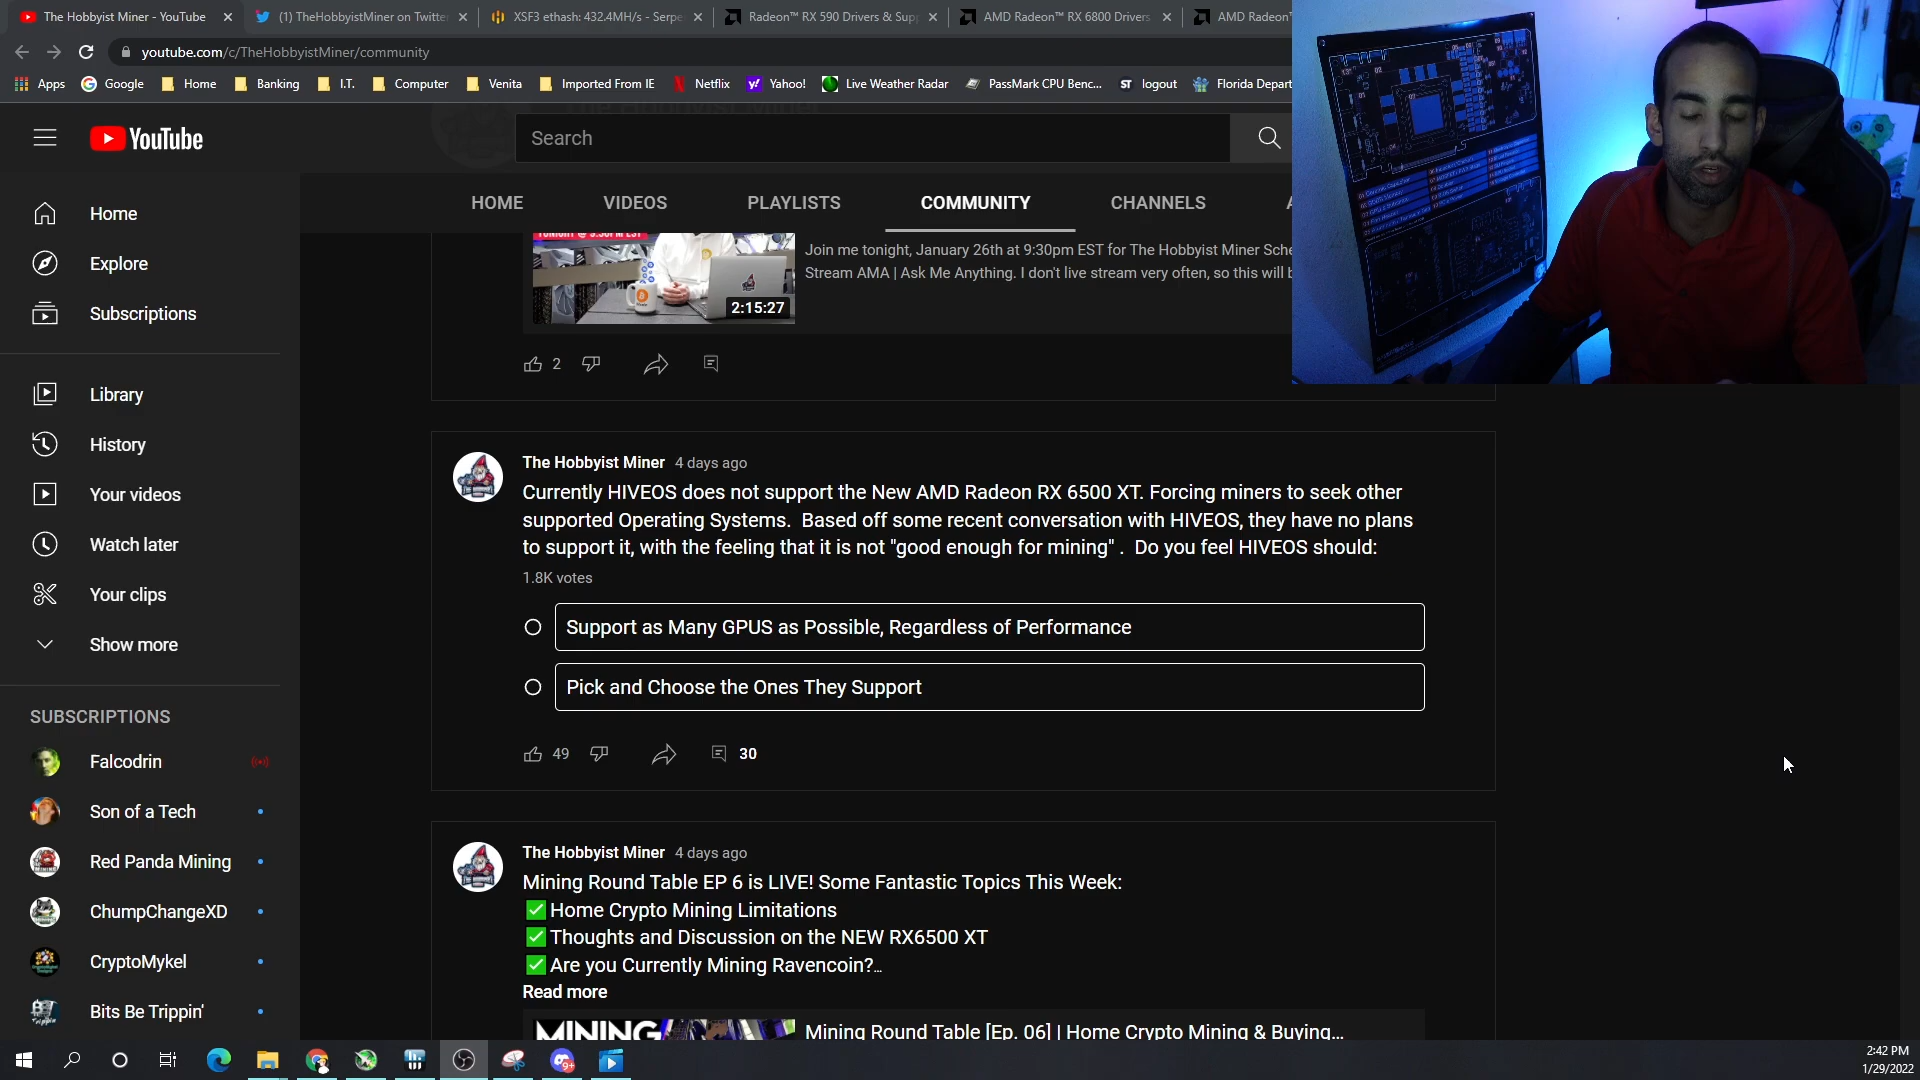 The Hobbyist Miner - YouTube
(1) TheHobbyistMiner on Twitte
XSF3 ethash: 432.4MH/s - Serpe
Radeon™ RX 590 Drivers & Supp
AMD Radeon™ RX 6800 Drivers
AMD Radeon™
youtube.com/c/TheHobbyistMiner/community
Apps
Google
Home
Banking
I.T.
Computer
Venita
Imported From IE
Netflix
Yahoo!
Live Weather Radar
PassMark CPU Benc...
logout
Florida Depart
YouTube
Search
HOME
VIDEOS
PLAYLISTS
COMMUNITY
CHANNELS
Home
Explore
Subscriptions
Library
History
Your videos
Watch later
Your clips
Show more
SUBSCRIPTIONS
Falcodrin
Son of a Tech
Red Panda Mining
ChumpChangeXD
CryptoMykel
Bits Be Trippin'
TONIGHT @ 9:30PM EST
2:15:27
Join me tonight, January 26th at 9:30pm EST for The Hobbyist Miner Sche
Stream AMA | Ask Me Anything. I don't live stream very often, so this will b
2
The Hobbyist Miner 4 days ago
Currently HIVEOS does not support the New AMD Radeon RX 6500 XT. Forcing miners to seek other
supported Operating Systems. Based off some recent conversation with HIVEOS, they have no plans
to support it, with the feeling that it is not "good enough for mining" . Do you feel HIVEOS should:
1.8K votes
Support as Many GPUS as Possible, Regardless of Performance
Pick and Choose the Ones They Support
49
30
The Hobbyist Miner 4 days ago
Mining Round Table EP 6 is LIVE! Some Fantastic Topics This Week:
✅Home Crypto Mining Limitations
✅Thoughts and Discussion on the NEW RX6500 XT
✅Are you Currently Mining Ravencoin?...
Read more
MINING
Mining Round Table [Ep. 06] | Home Crypto Mining & Buying...
9+
2:42 PM
1/29/2022